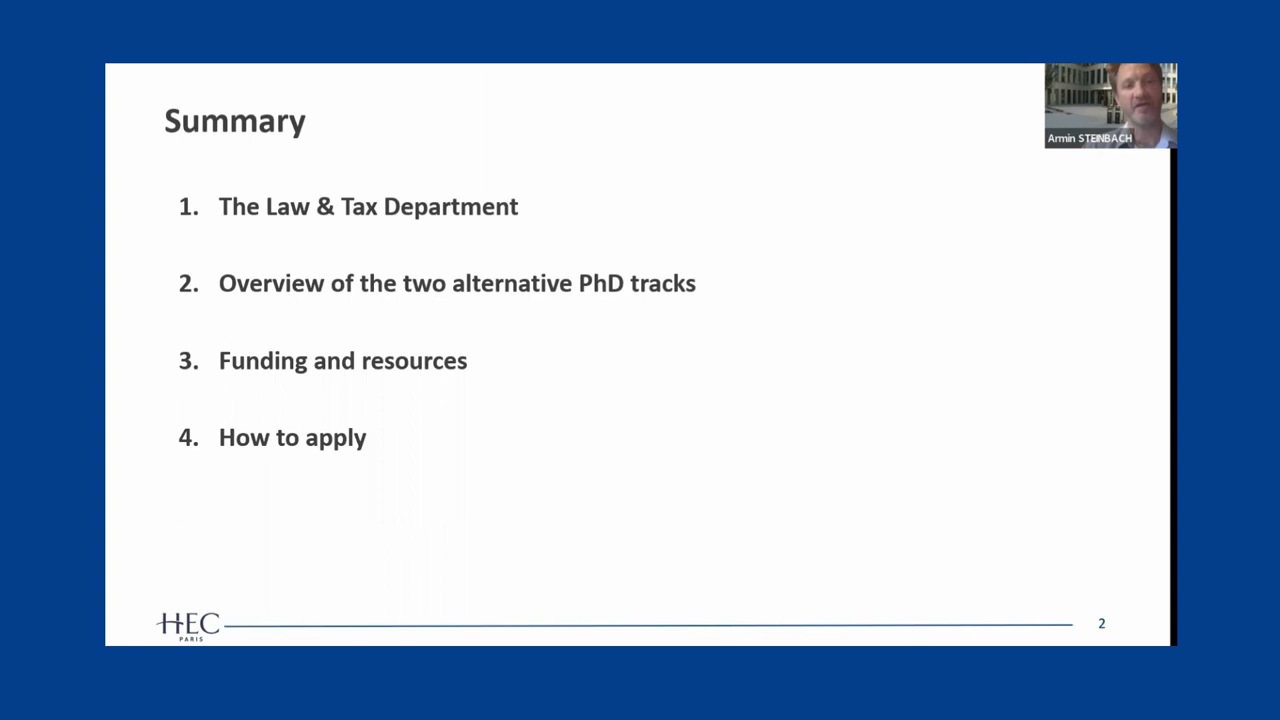 Summary
Armin STEINBACH
1. The Law & Tax Department
2. Overview of the two alternative PhD tracks
3. Funding and resources
4. How to apply
HEC
PARIS
2